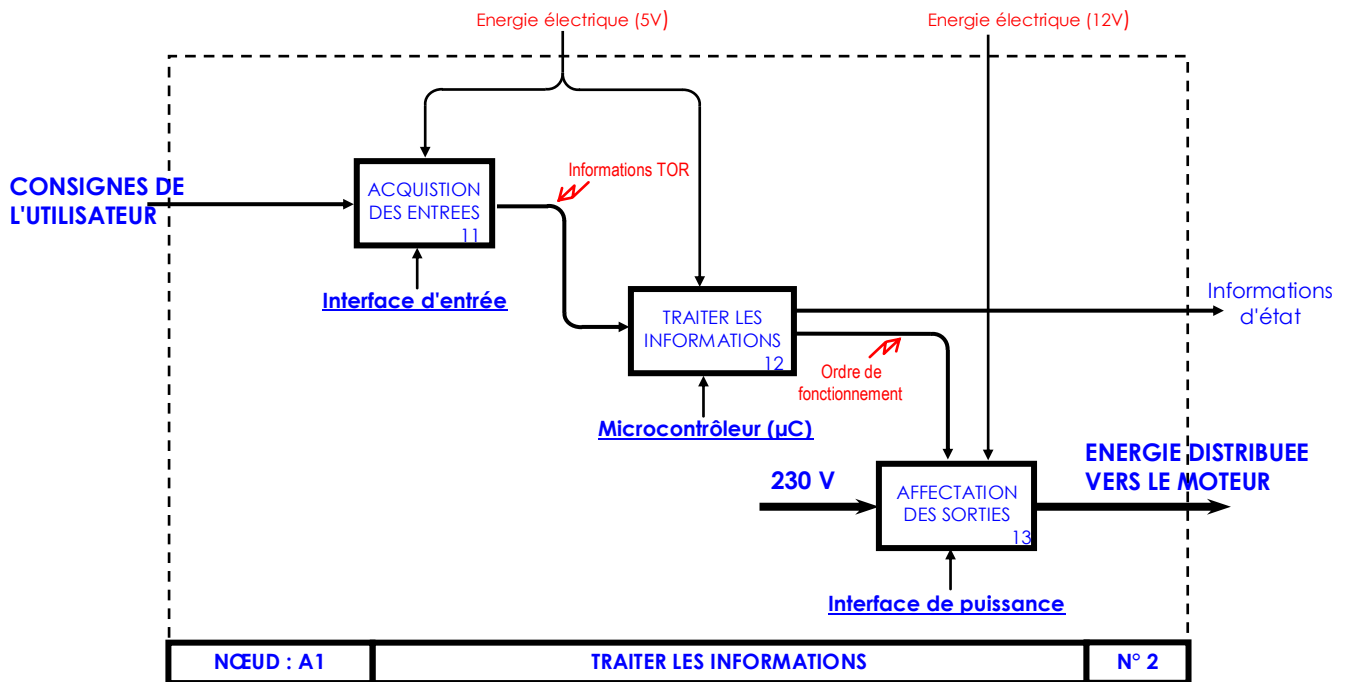 Energie électrique (5V)
Energie électrique (12V)
CONSIGNES DE
L'UTILISATEUR
ACQUISTION
DES ENTREES
11
Informations TOR
Interface d'entrée
TRAITER LES
INFORMATIONS
12
Informations
d'état
Ordre de
fonctionnement
Microcontrôleur (µC)
230 V
AFFECTATION
DES SORTIES
13
ENERGIE DISTRIBUEE
VERS LE MOTEUR
Interface de puissance
NŒUD : A1
TRAITER LES INFORMATIONS
N° 2